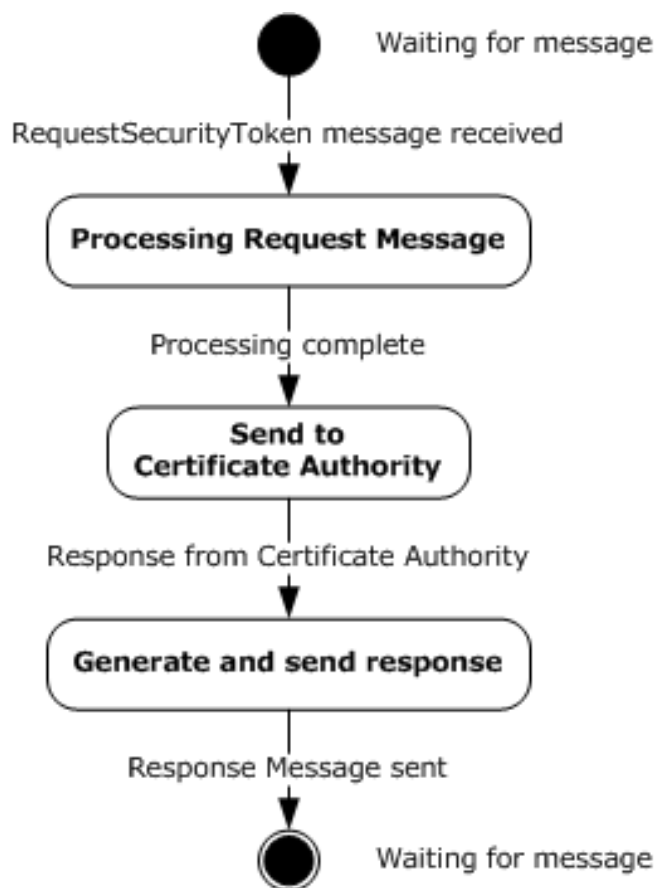 Waiting for message
RequestSecurityToken message received
Processing Request Message
Processing complete
Send to
Certificate Authority
Response from Certificate Authority
Generate and send response
Response Message sent
Waiting for message